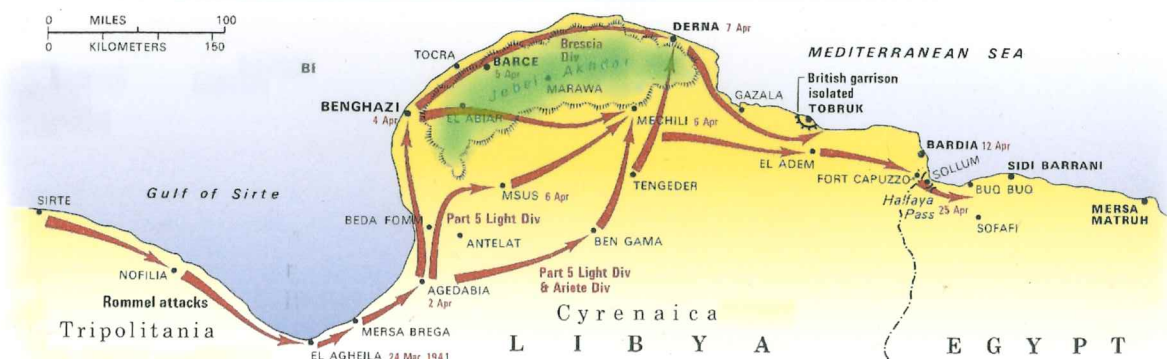 0 MILES 100
0 KILOMETERS 150
DERNA 7 Apr
MEDITERRANEAN SEA
Brescia
Div
TOCRA
BARCE
5 Apr
BI
Jebel Akhdar
MARAWA
British garrison
isolated
TOBRUK
GAZALA
BENGHAZI
4 Apr
EL ABIAR
MECHILI 6 Apr
BARDIA 12 Apr
EL ADEM
SOLLUM
SIDI BARRANI
FORT CAPUZZO
BUQ BUQ
Halfaya
Pass
25 Apr
SOFAFI
MERSA
MATRUH
Gulf of Sirte
MSUS
6 Apr
TENGEDER
SIRTE
BEDA FOMM
Part 5 Light Div
ANTELAT
BEN GAMA
NOFILIA
Part 5 Light Div
& Ariete Div
AGEDABIA
2 Apr
Rommel attacks
Tripolitania
MERSA BREGA
Cyrenaica
EL AGHEILA 24 Mar 1941
LIBYA
EGYPT